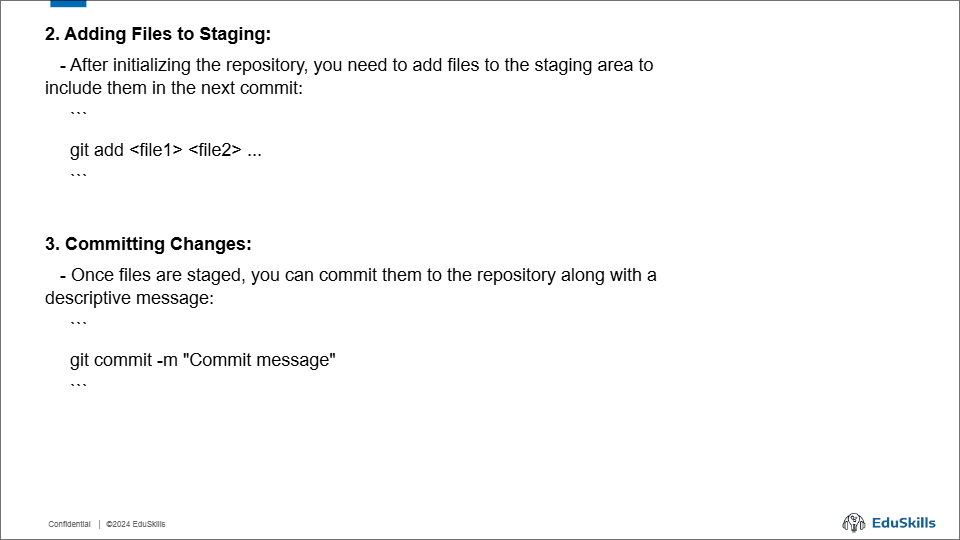 2. Adding Files to Staging:
- After initializing the repository, you need to add files to the staging area to
include them in the next commit:
```
git add <file1> <file2> ...
```
3. Committing Changes:
- Once files are staged, you can commit them to the repository along with a
descriptive message:
```
git commit -m "Commit message"
```
Confidential | ©2024 EduSkills
EduSkills